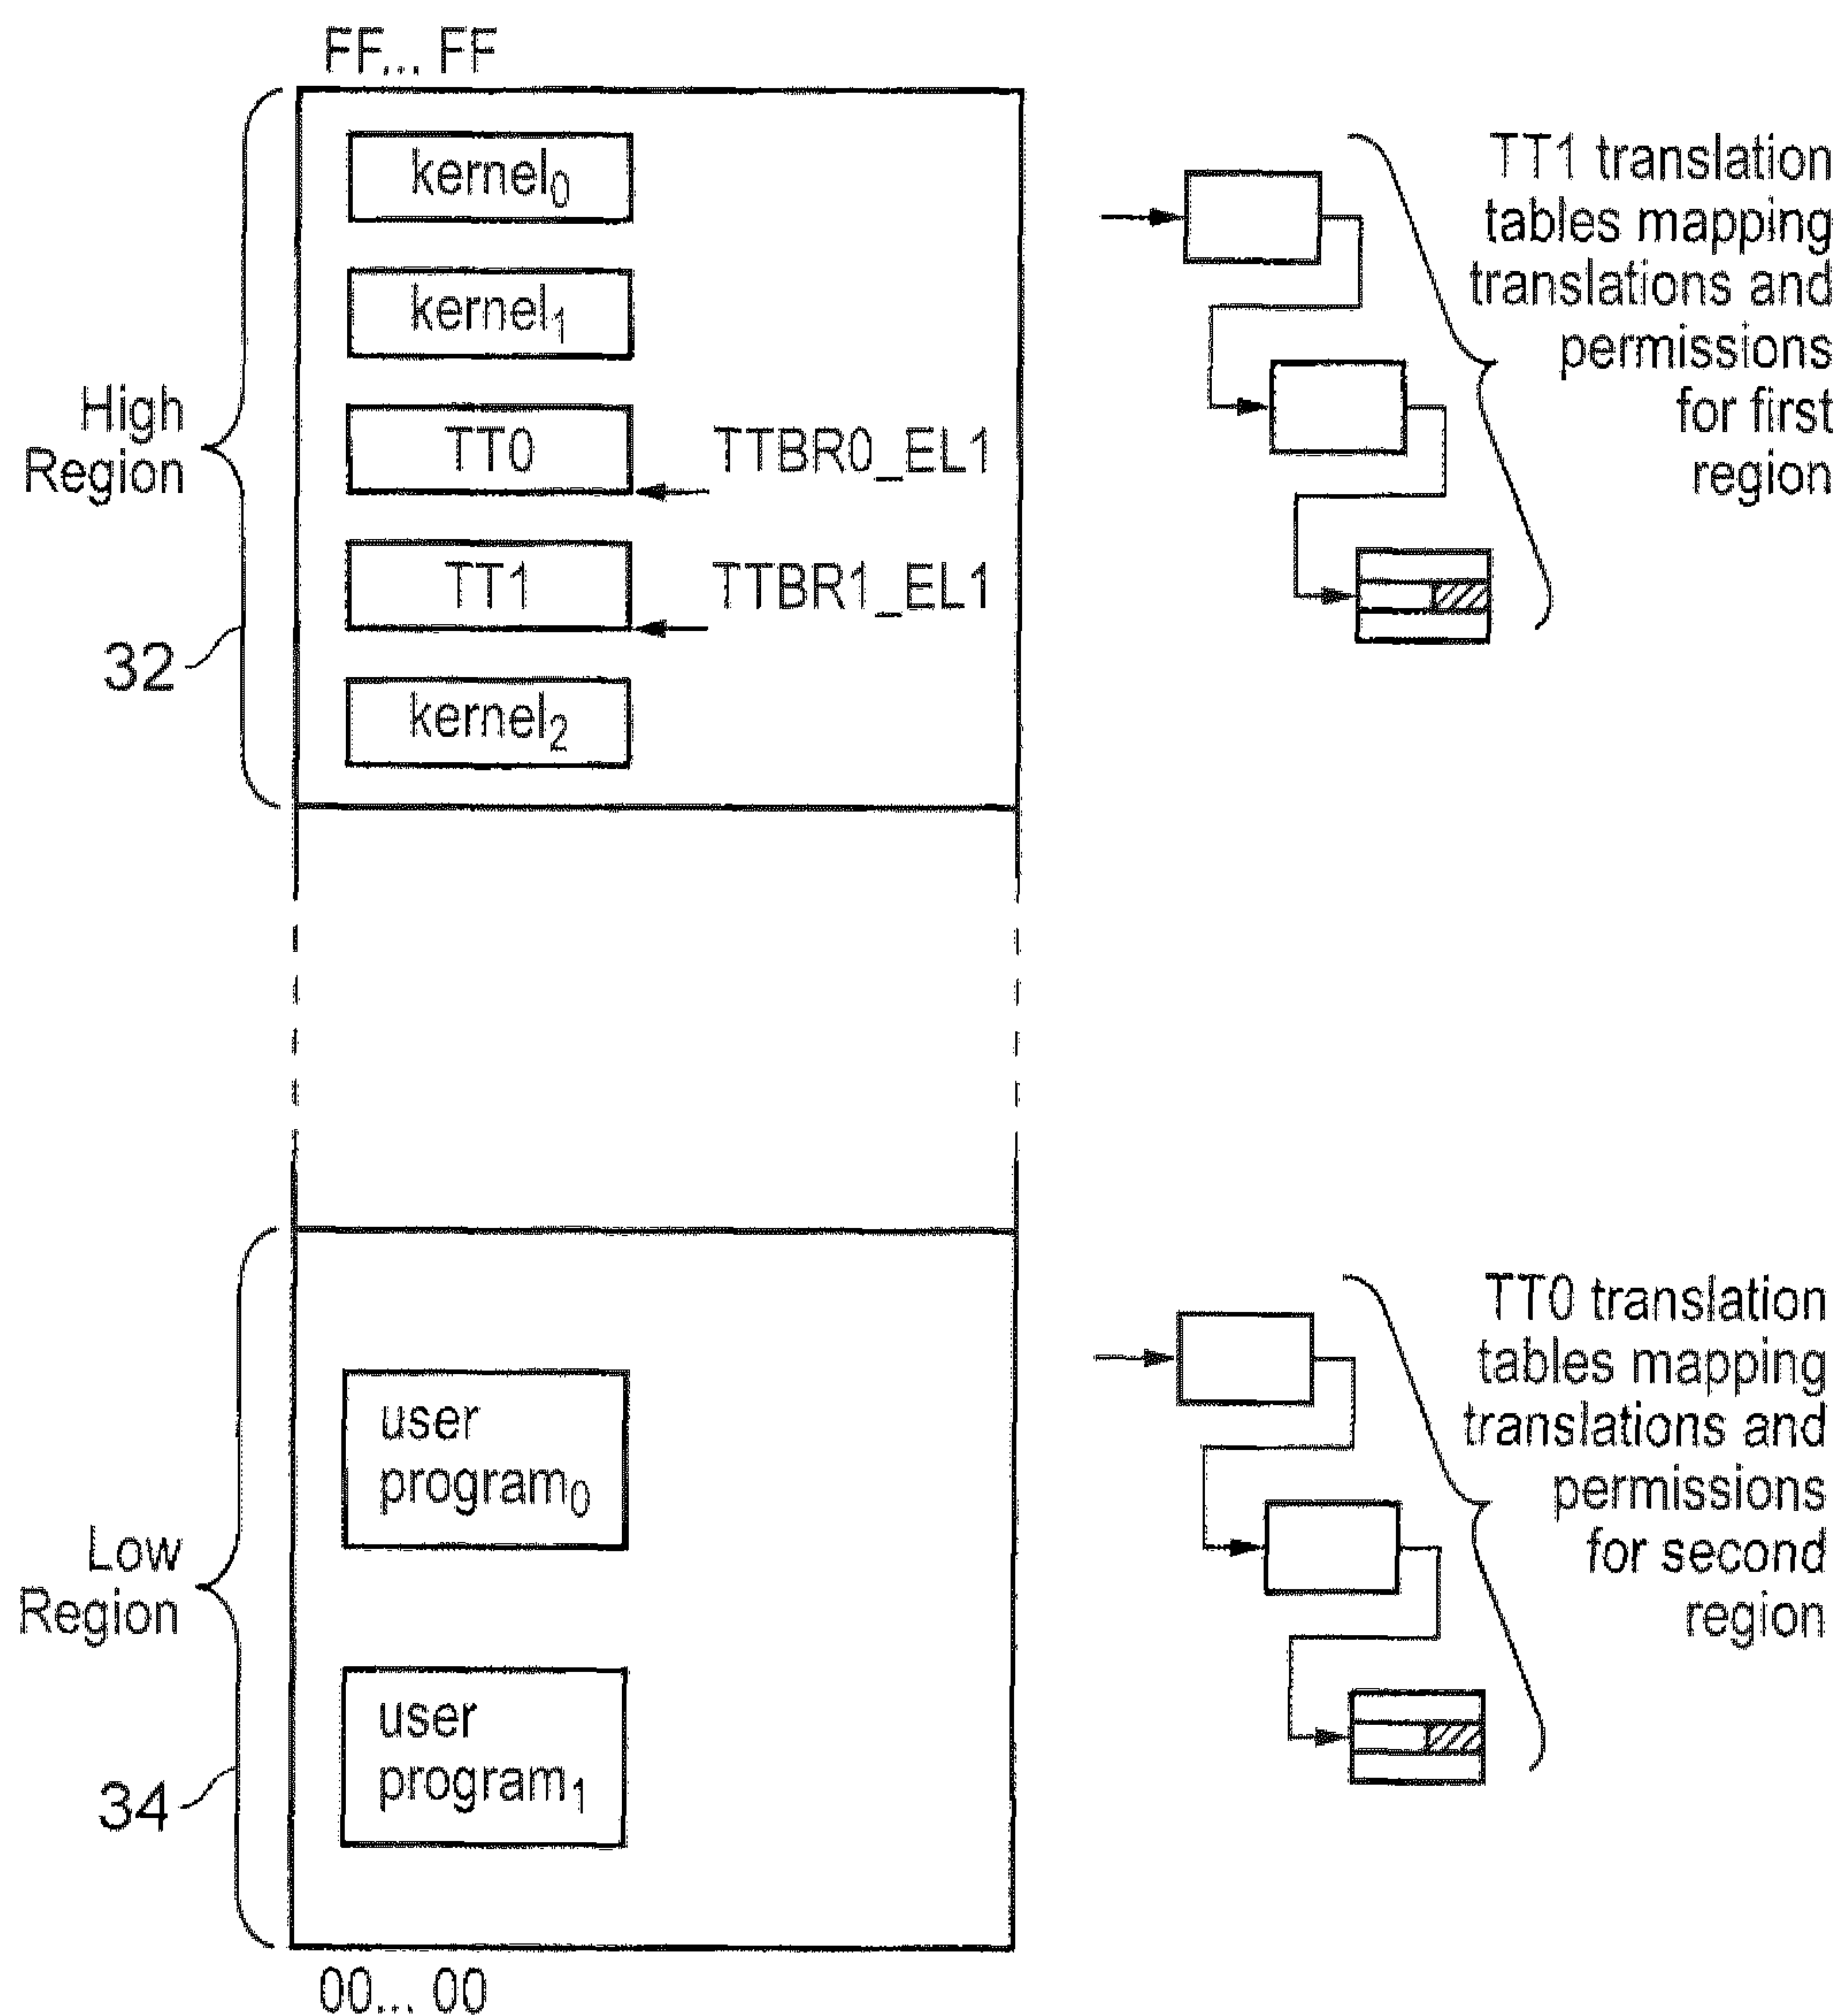 FF... FF
kernel0
kernel1
High
Region
TT0
TTBR0_EL1
TT1
TTBR1_EL1
32
kernel2
TT1 translation
tables mapping
translations and
permissions
for first
region
user
program0
Low
Region
user
program1
34
00... 00
TT0 translation
tables mapping
translations and
permissions
for second
region